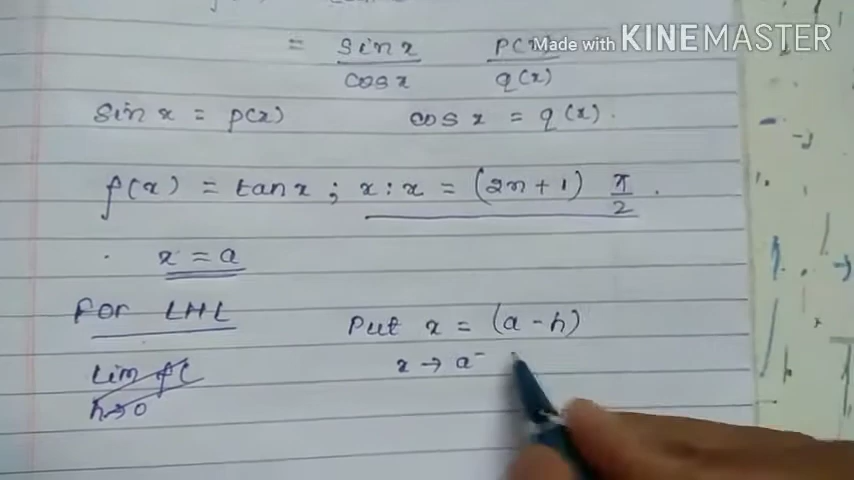 = sin x / cos x   p(x) / q(x)
Made with KINEMASTER
sin x = p(x)   cos x = q(x).
f(x) = tan x ; x : x = (2n+1) π/2 .
x = a
For LHL   Put x = (a - h)
x → a⁻
Lim f(
h→0